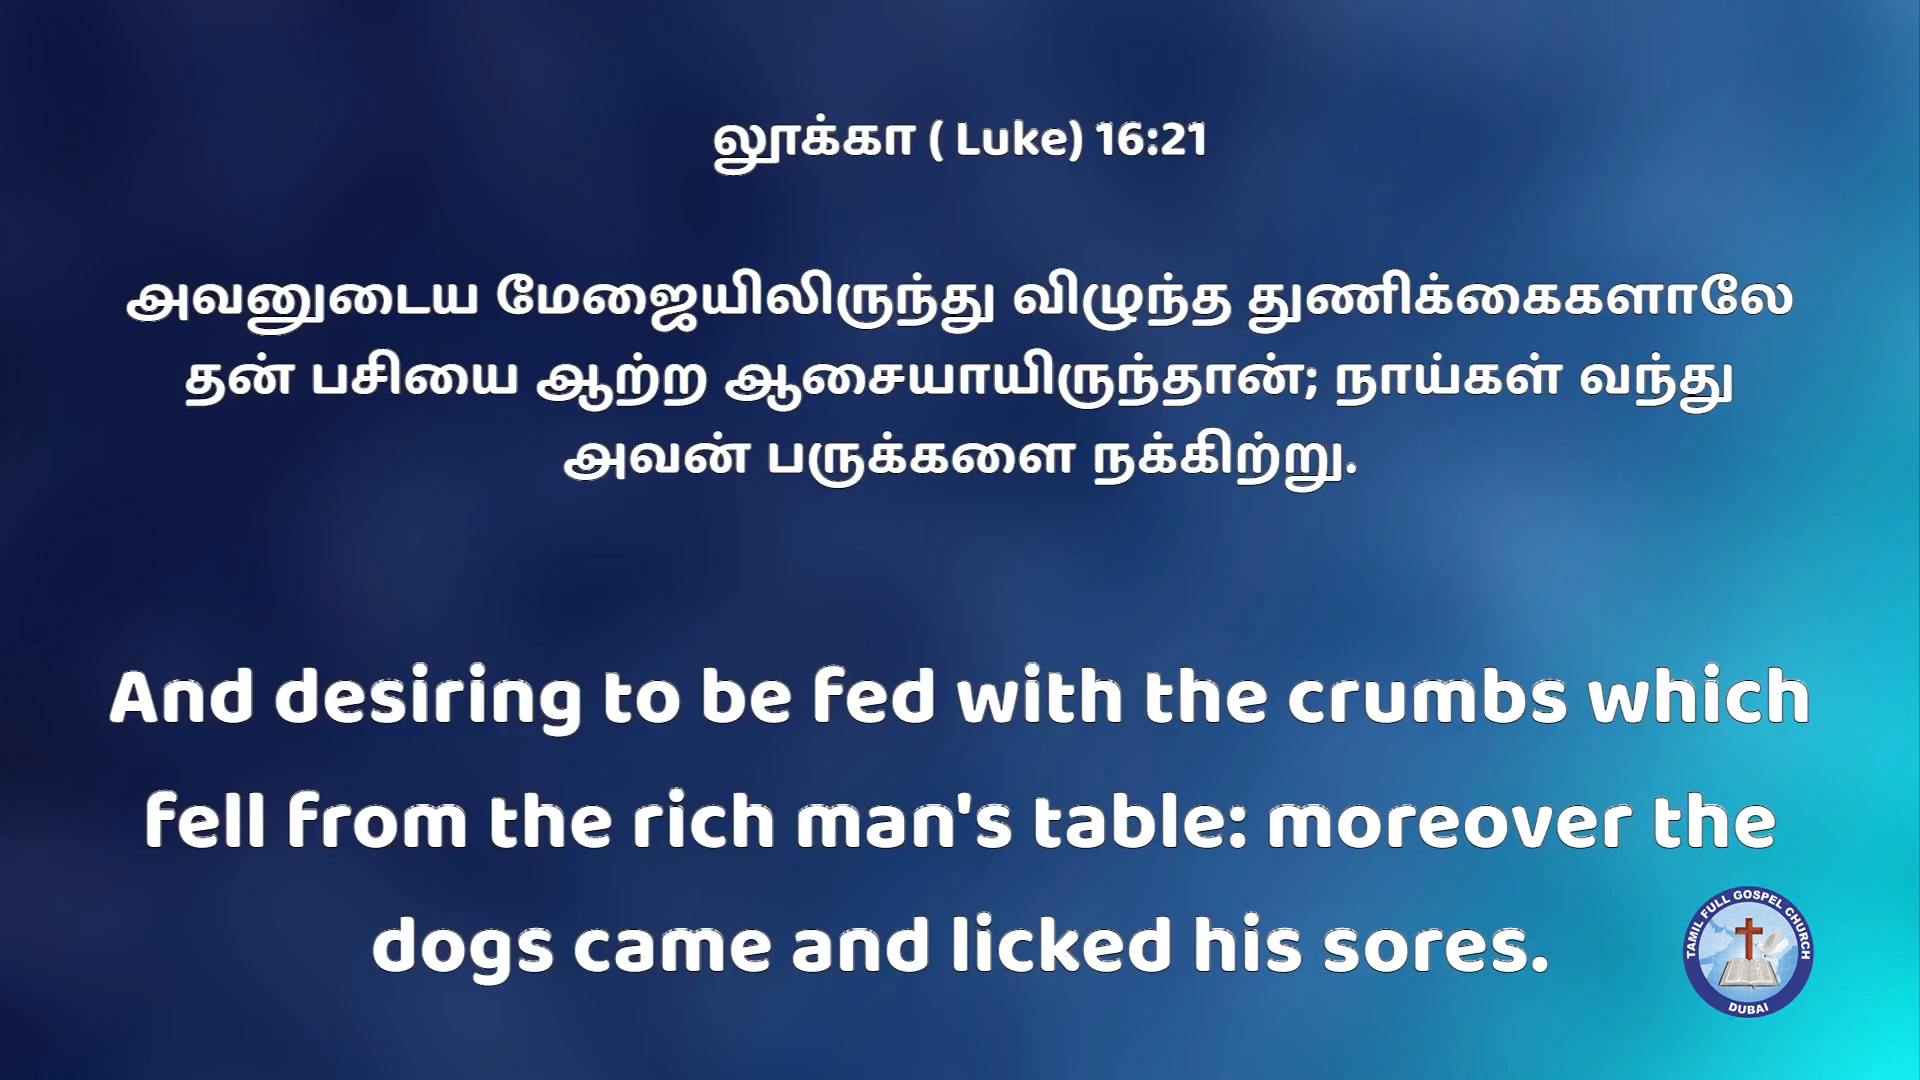 லூக்கா ( Luke) 16:21
அவனுடைய மேஜையிலிருந்து விழுந்த துணிக்கைகளாலே
தன் பசியை ஆற்ற ஆசையாயிருந்தான்; நாய்கள் வந்து
அவன் பருக்களை நக்கிற்று.
And desiring to be fed with the crumbs which
fell from the rich man's table: moreover the
dogs came and licked his sores.
TAMIL FULL GOSPEL CHURCH
DUBAI